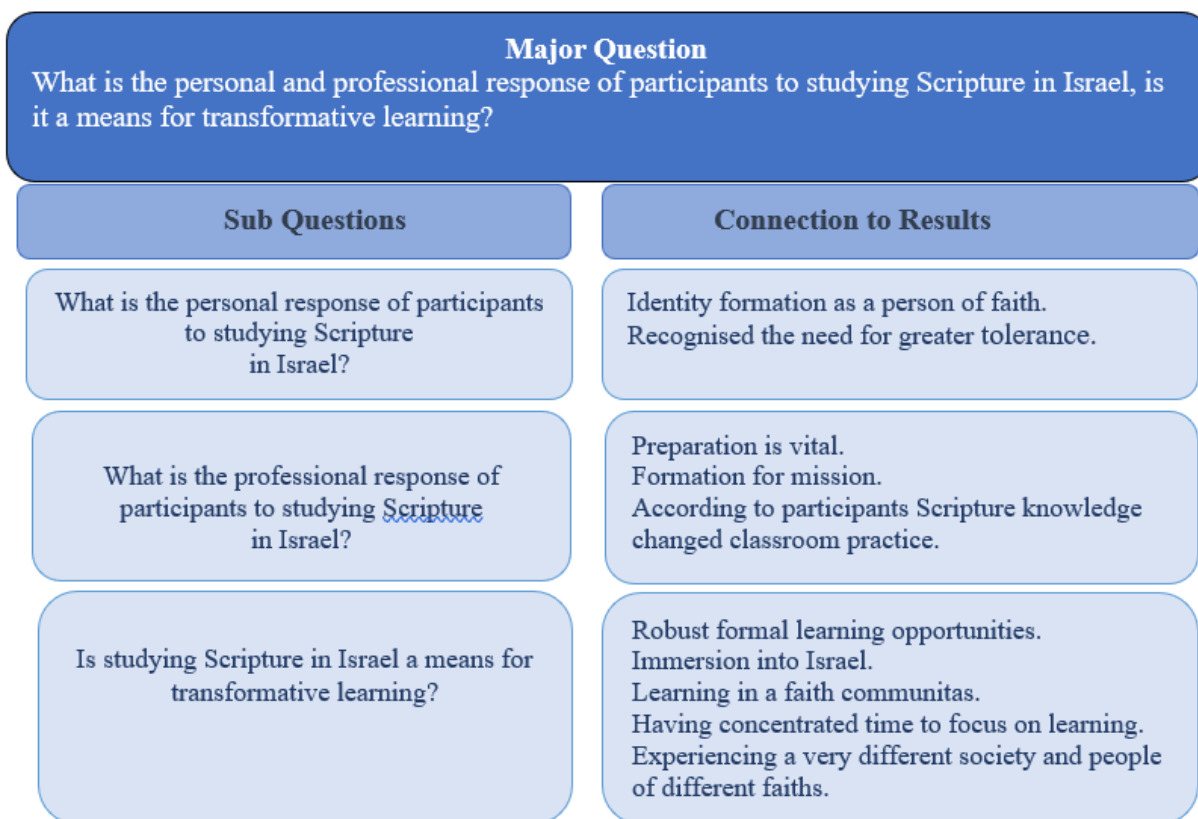 Major Question
What is the personal and professional response of participants to studying Scripture in Israel, is
it a means for transformative learning?
Sub Questions
Connection to Results
What is the personal response of participants
to studying Scripture
in Israel?
Identity formation as a person of faith.
Recognised the need for greater tolerance.
What is the professional response of
participants to studying Scripture
in Israel?
Preparation is vital.
Formation for mission.
According to participants Scripture knowledge
changed classroom practice.
Is studying Scripture in Israel a means for
transformative learning?
Robust formal learning opportunities.
Immersion into Israel.
Learning in a faith communitas.
Having concentrated time to focus on learning.
Experiencing a very different society and people
of different faiths.